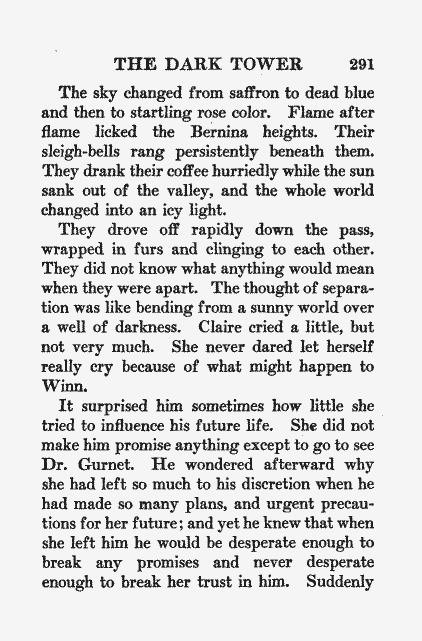 THE DARK TOWER 291
The sky changed from saffron to dead blue
and then to startling rose color. Flame after
flame licked the Bernina heights. Their
sleigh-bells rang persistently beneath them.
They drank their coffee hurriedly while the sun
sank out of the valley, and the whole world
changed into an icy light.
They drove off rapidly down the pass,
wrapped in furs and clinging to each other.
They did not know what anything would mean
when they were apart. The thought of separa-
tion was like bending from a sunny world over
a well of darkness. Claire cried a little, but
not very much. She never dared let herself
really cry because of what might happen to
Winn.
It surprised him sometimes how little she
tried to influence his future life. She did not
make him promise anything except to go to see
Dr. Gurnet. He wondered afterward why
she had left so much to his discretion when he
had made so many plans, and urgent precau-
tions for her future; and yet he knew that when
she left him he would be desperate enough to
break any promises and never desperate
enough to break her trust in him. Suddenly